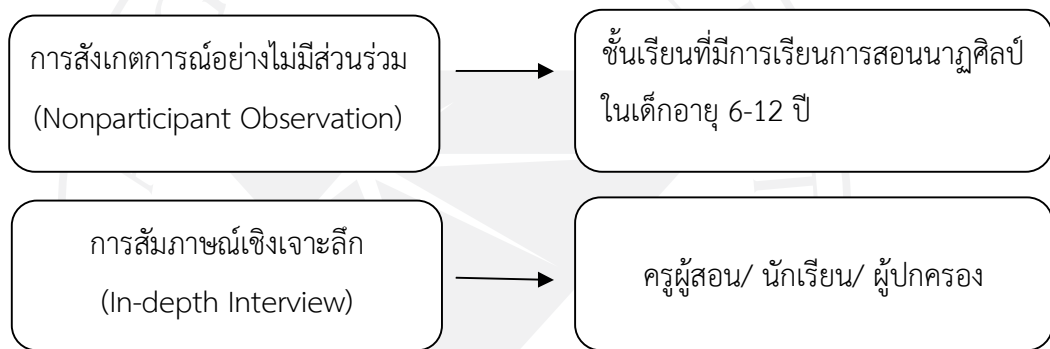 การสังเกตการณ์อย่างไม่มีส่วนร่วม
(Nonparticipant Observation)
ชั้นเรียนที่มีการเรียนการสอนนาฏศิลป์
ในเด็กอายุ 6-12 ปี
การสัมภาษณ์เชิงเจาะลึก
(In-depth Interview)
ครูผู้สอน/ นักเรียน/ ผู้ปกครอง